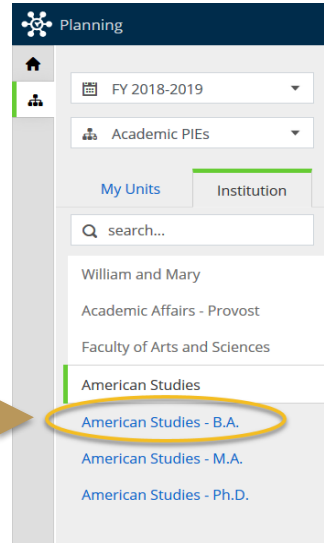 Planning
FY 2018-2019
Academic PIEs
My Units Institution
search...
William and Mary
Academic Affairs - Provost
Faculty of Arts and Sciences
American Studies
American Studies - B.A.
American Studies - M.A.
American Studies - Ph.D.